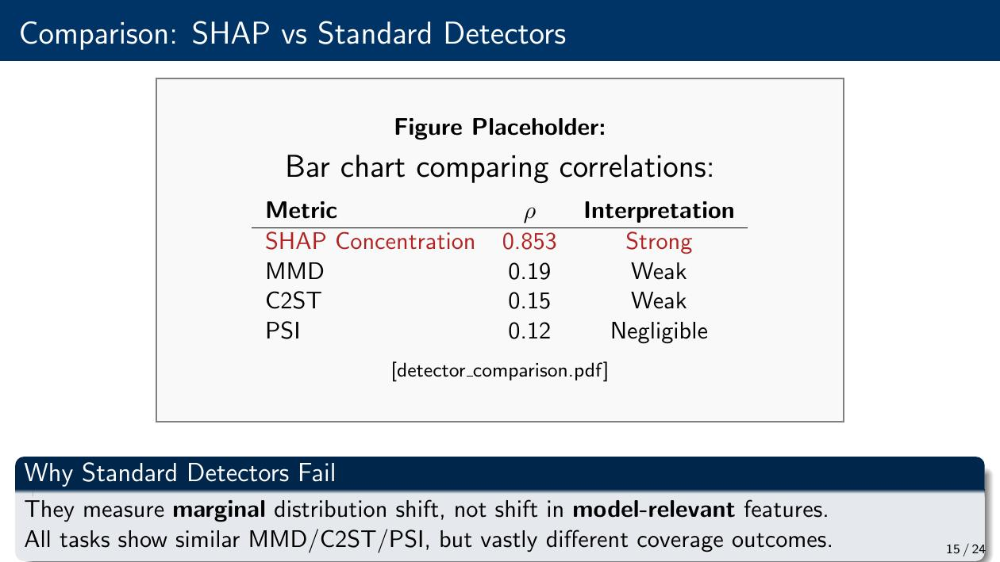 Comparison: SHAP vs Standard Detectors
Figure Placeholder:
Bar chart comparing correlations:
Metric ρ Interpretation
SHAP Concentration 0.853 Strong
MMD 0.19 Weak
C2ST 0.15 Weak
PSI 0.12 Negligible
[detector_comparison.pdf]
Why Standard Detectors Fail
They measure marginal distribution shift, not shift in model-relevant features.
All tasks show similar MMD/C2ST/PSI, but vastly different coverage outcomes.
15 / 24